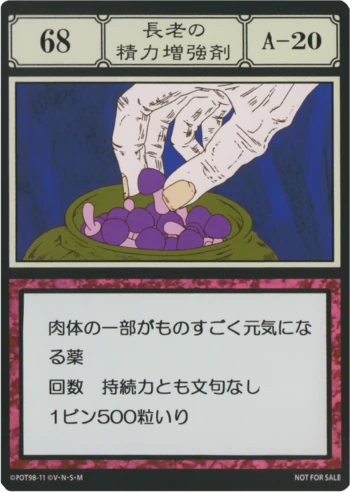 68
長老の
精力増強剤
A-20
肉体の一部がものすごく元気にな
る薬
回数　持続力とも文句なし
1ビン500粒いり
©POT98-11 ©V・N・S・M
NOT FOR SALE